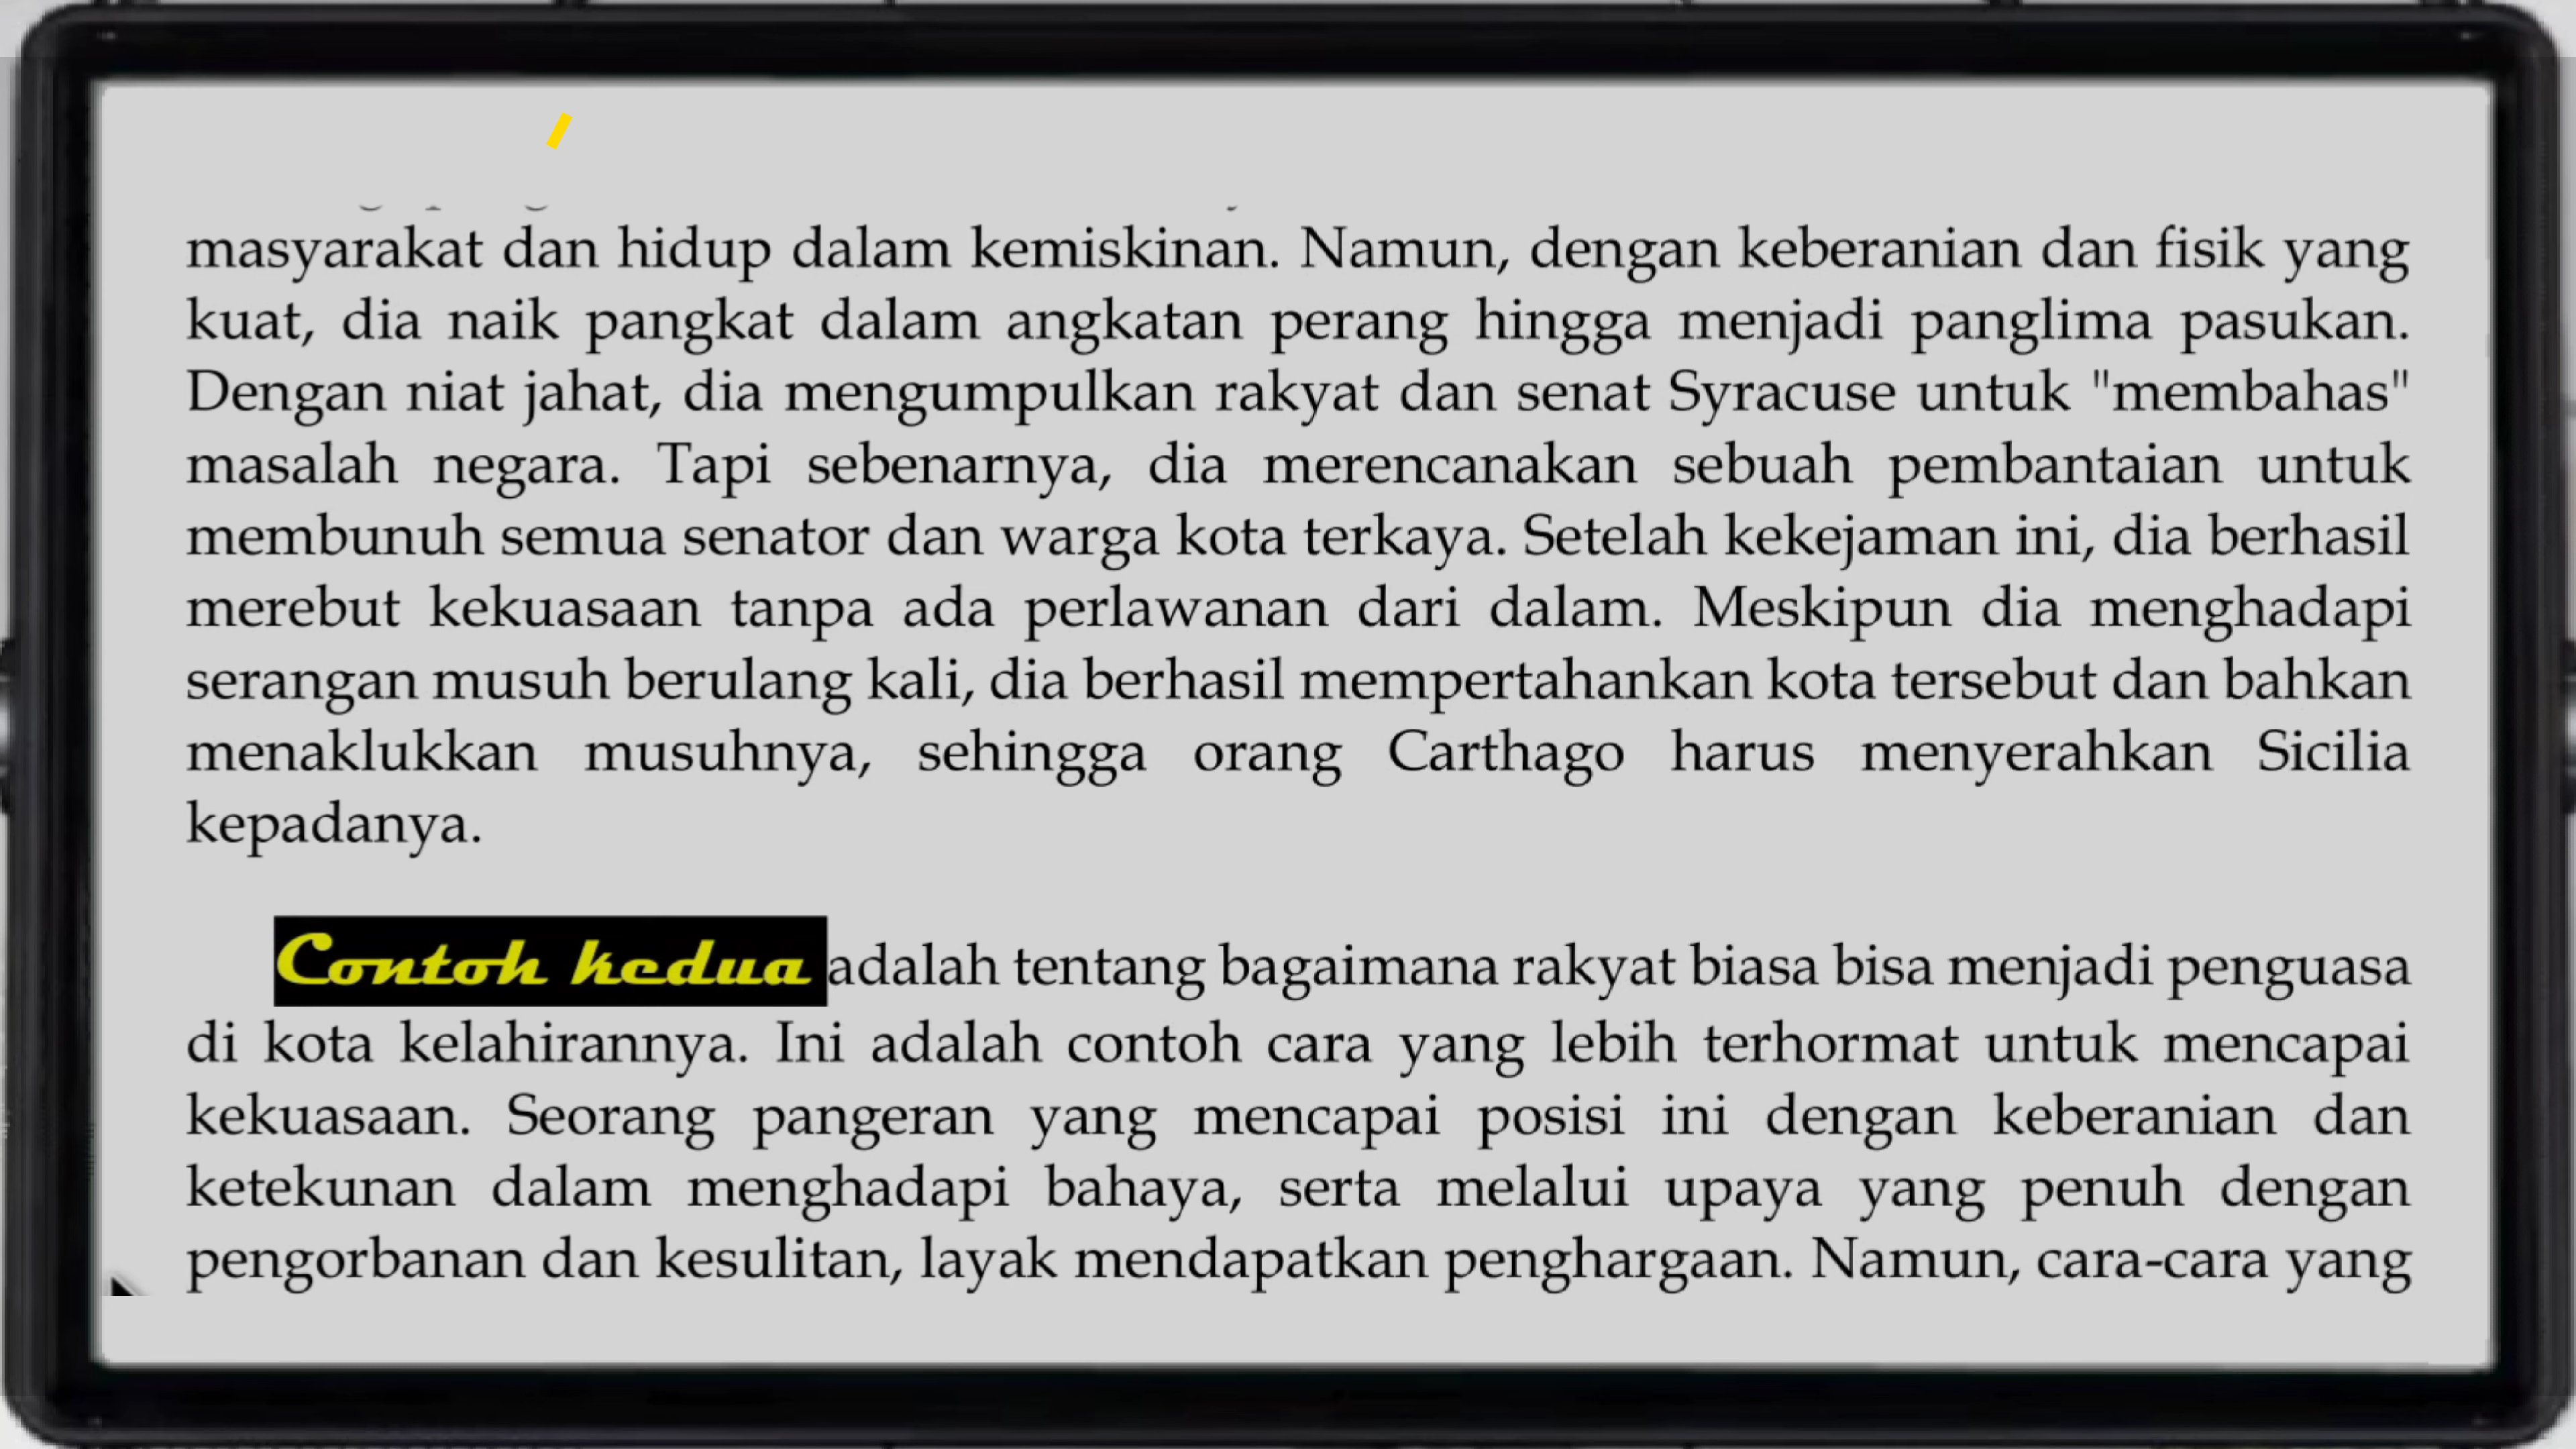 masyarakat dan hidup dalam kemiskinan. Namun, dengan keberanian dan fisik yang
kuat, dia naik pangkat dalam angkatan perang hingga menjadi panglima pasukan.
Dengan niat jahat, dia mengumpulkan rakyat dan senat Syracuse untuk "membahas"
masalah negara. Tapi sebenarnya, dia merencanakan sebuah pembantaian untuk
membunuh semua senator dan warga kota terkaya. Setelah kekejaman ini, dia berhasil
merebut kekuasaan tanpa ada perlawanan dari dalam. Meskipun dia menghadapi
serangan musuh berulang kali, dia berhasil mempertahankan kota tersebut dan bahkan
menaklukkan musuhnya, sehingga orang Carthago harus menyerahkan Sicilia
kepadanya.
Contoh kedua adalah tentang bagaimana rakyat biasa bisa menjadi penguasa
di kota kelahirannya. Ini adalah contoh cara yang lebih terhormat untuk mencapai
kekuasaan. Seorang pangeran yang mencapai posisi ini dengan keberanian dan
ketekunan dalam menghadapi bahaya, serta melalui upaya yang penuh dengan
pengorbanan dan kesulitan, layak mendapatkan penghargaan. Namun, cara-cara yang